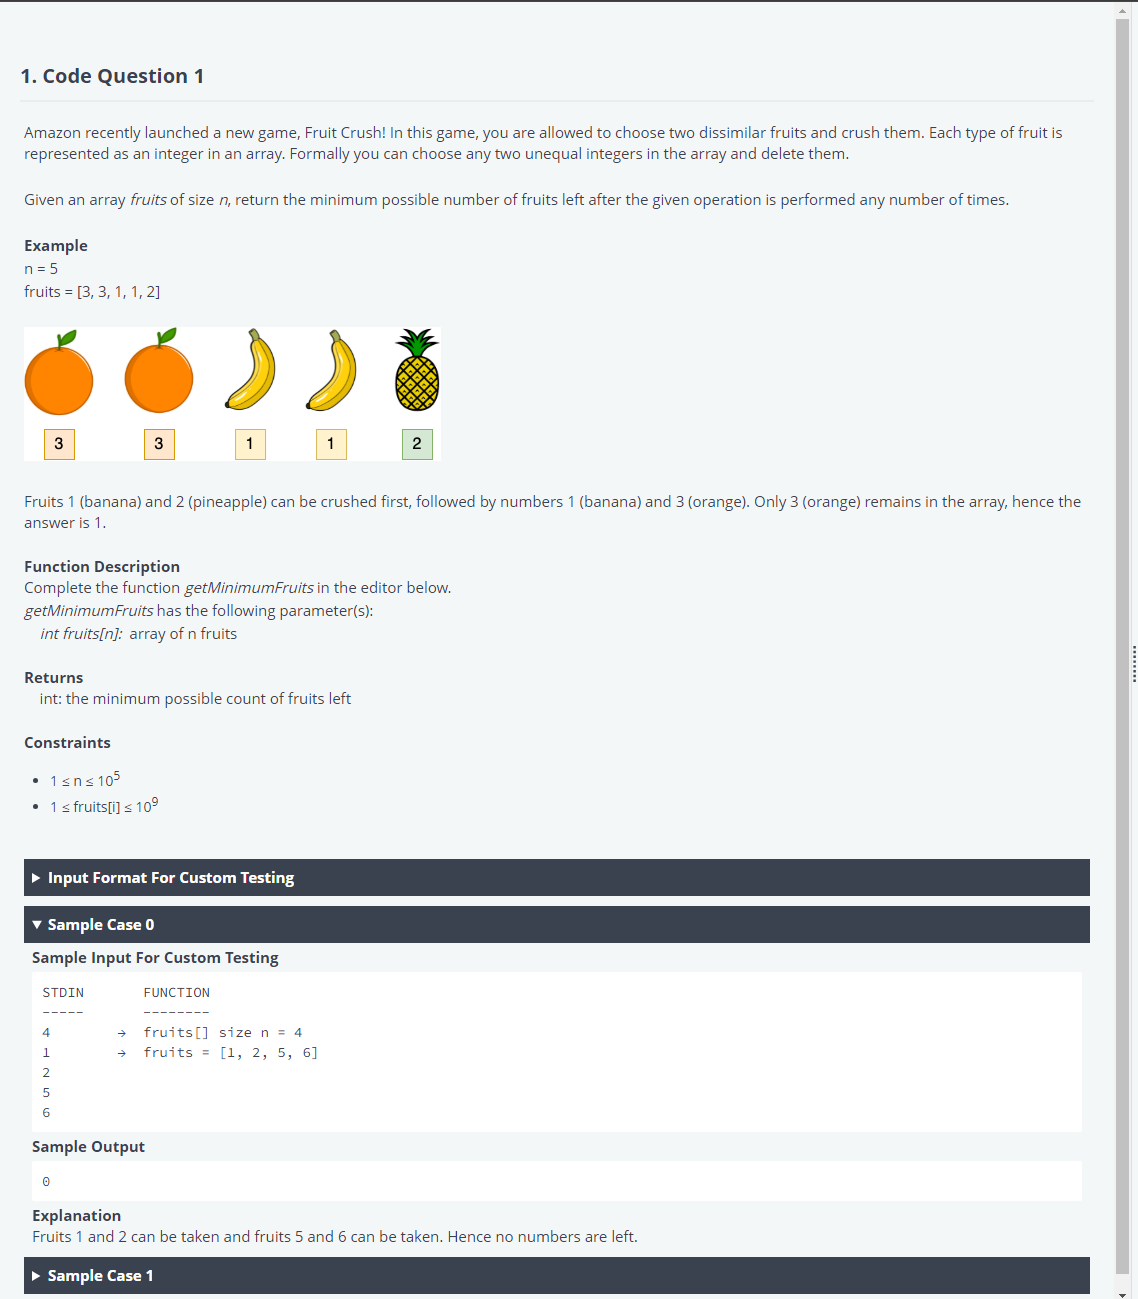 1. Code Question 1
Amazon recently launched a new game, Fruit Crush! In this game, you are allowed to choose two dissimilar fruits and crush them. Each type of fruit is
represented as an integer in an array. Formally you can choose any two unequal integers in the array and delete them.
Given an array fruits of size n, return the minimum possible number of fruits left after the given operation is performed any number of times.
Example
n = 5
fruits = [3, 3, 1, 1, 2]
3 3 1 1 2
Fruits 1 (banana) and 2 (pineapple) can be crushed first, followed by numbers 1 (banana) and 3 (orange). Only 3 (orange) remains in the array, hence the
answer is 1.
Function Description
Complete the function getMinimumFruits in the editor below.
getMinimumFruits has the following parameter(s):
int fruits[n]: array of n fruits
Returns
int: the minimum possible count of fruits left
Constraints
• 1 ≤ n ≤ 10⁵
• 1 ≤ fruits[i] ≤ 10⁹
▶ Input Format For Custom Testing
▼ Sample Case 0
Sample Input For Custom Testing
STDIN FUNCTION
----- --------
4 → fruits[] size n = 4
1 → fruits = [1, 2, 5, 6]
2
5
6
Sample Output
0
Explanation
Fruits 1 and 2 can be taken and fruits 5 and 6 can be taken. Hence no numbers are left.
▶ Sample Case 1